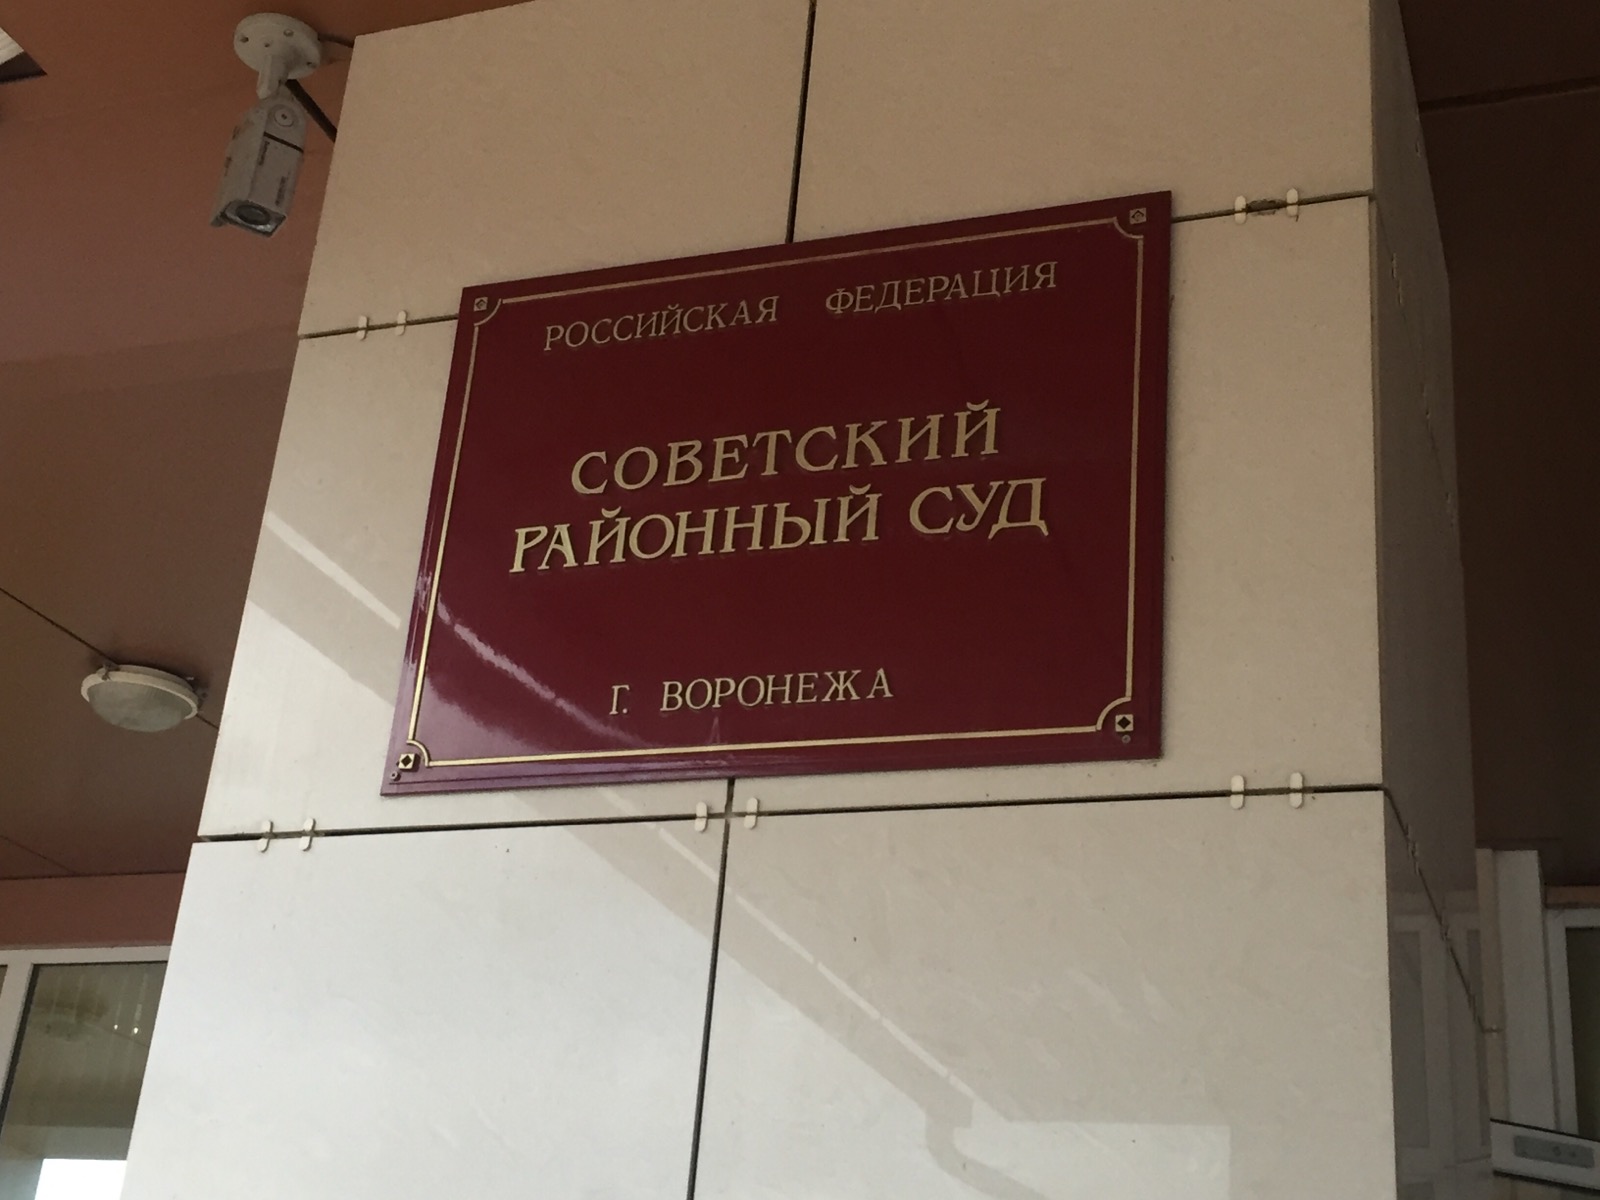 РОССИЙСКАЯ ФЕДЕРАЦИЯ
СОВЕТСКИЙ
РАЙОННЫЙ СУД
Г. ВОРОНЕЖА